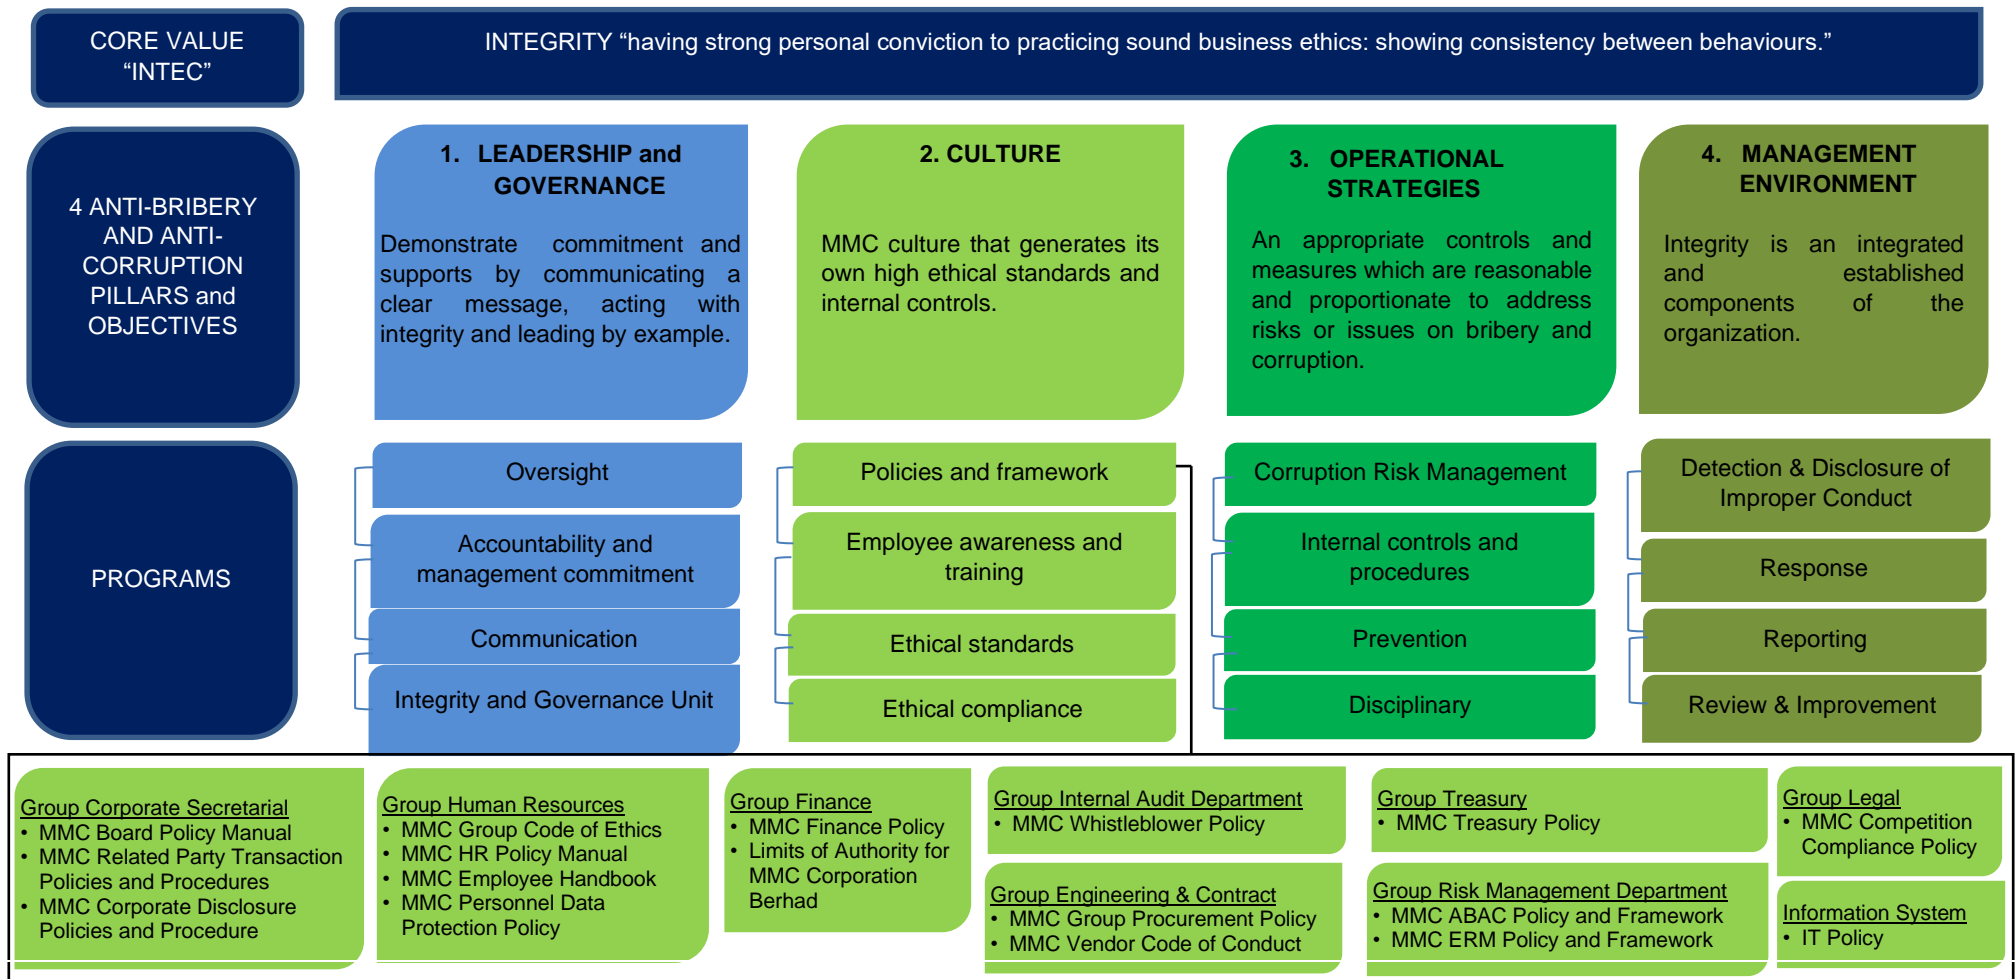 CORE VALUE
“INTEC”
INTEGRITY “having strong personal conviction to practicing sound business ethics: showing consistency between behaviours.”
4 ANTI-BRIBERY
AND ANTI-
CORRUPTION
PILLARS and
OBJECTIVES
1. LEADERSHIP and
GOVERNANCE
Demonstrate commitment and
supports by communicating a
clear message, acting with
integrity and leading by example.
2. CULTURE
MMC culture that generates its
own high ethical standards and
internal controls.
3. OPERATIONAL
STRATEGIES
An appropriate controls and
measures which are reasonable
and proportionate to address
risks or issues on bribery and
corruption.
4. MANAGEMENT
ENVIRONMENT
Integrity is an integrated
and established
components of the
organization.
PROGRAMS
Oversight
Accountability and
management commitment
Communication
Integrity and Governance Unit
Policies and framework
Employee awareness and
training
Ethical standards
Ethical compliance
Corruption Risk Management
Internal controls and
procedures
Prevention
Disciplinary
Detection & Disclosure of
Improper Conduct
Response
Reporting
Review & Improvement
Group Corporate Secretarial
• MMC Board Policy Manual
• MMC Related Party Transaction
Policies and Procedures
• MMC Corporate Disclosure
Policies and Procedure
Group Human Resources
• MMC Group Code of Ethics
• MMC HR Policy Manual
• MMC Employee Handbook
• MMC Personnel Data
Protection Policy
Group Finance
• MMC Finance Policy
• Limits of Authority for
MMC Corporation
Berhad
Group Internal Audit Department
• MMC Whistleblower Policy
Group Engineering & Contract
• MMC Group Procurement Policy
• MMC Vendor Code of Conduct
Group Treasury
• MMC Treasury Policy
Group Risk Management Department
• MMC ABAC Policy and Framework
• MMC ERM Policy and Framework
Group Legal
• MMC Competition
Compliance Policy
Information System
• IT Policy